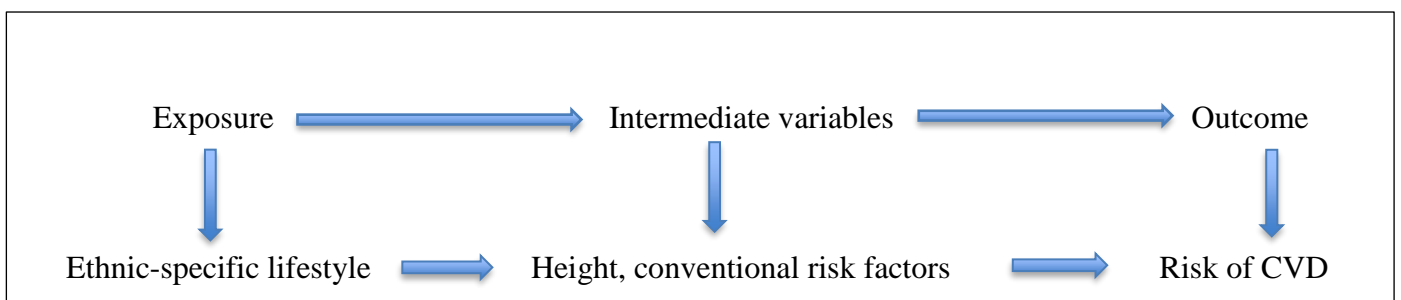 Exposure Intermediate variables Outcome
Ethnic-specific lifestyle Height, conventional risk factors Risk of CVD